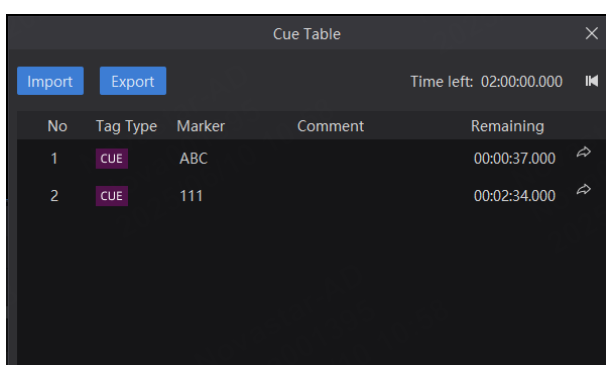 Cue Table
Import Export Time left: 02:00:00.000
No Tag Type Marker Comment Remaining
1 CUE ABC 00:00:37.000
2 CUE 111 00:02:34.000